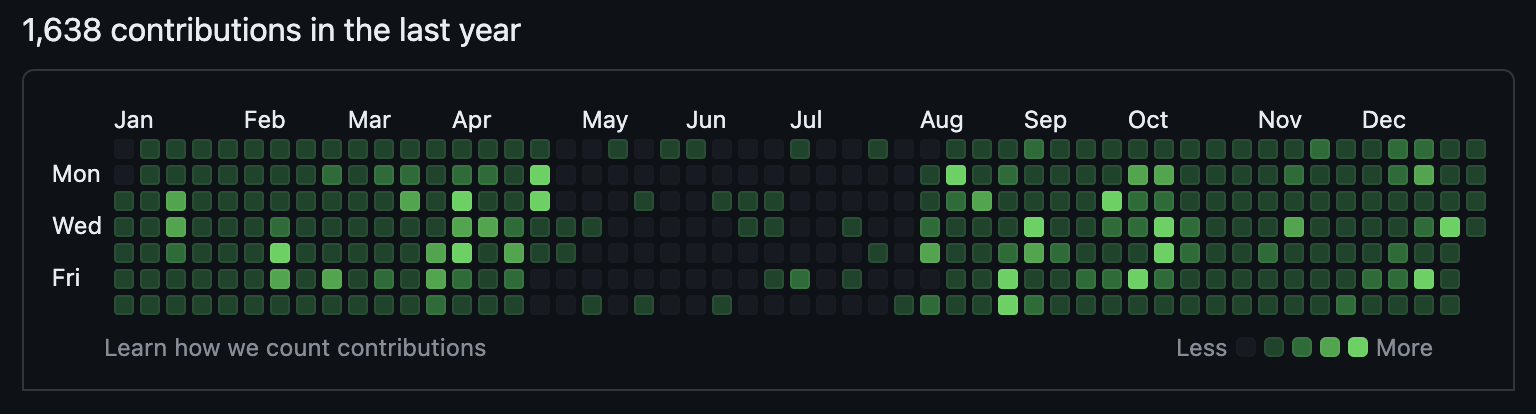 1,638 contributions in the last year
Jan Feb Mar Apr May Jun Jul Aug Sep Oct Nov Dec
Mon
Wed
Fri
Learn how we count contributions
Less More